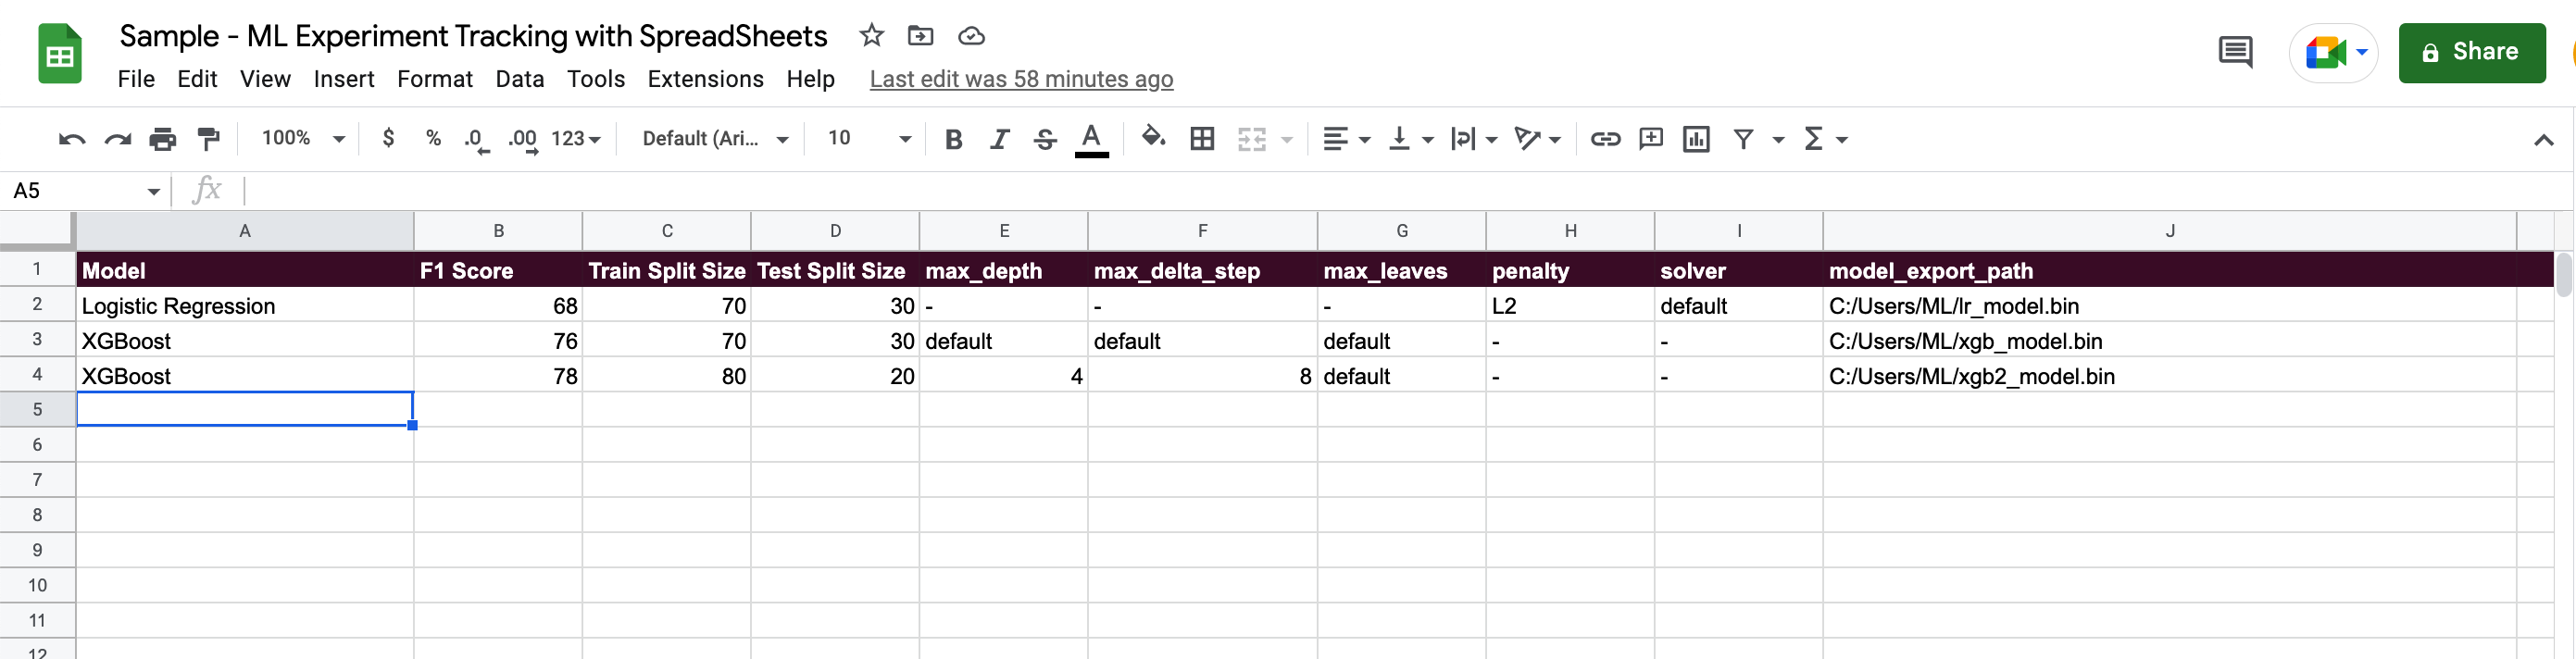 Sample - ML Experiment Tracking with SpreadSheets
File Edit View Insert Format Data Tools Extensions Help Last edit was 58 minutes ago
Share
100% $ % .0 .00 123 Default (Ari... 10 B I S A
A5 fx
A B C D E F G H I J
1 Model F1 Score Train Split Size Test Split Size max_depth max_delta_step max_leaves penalty solver model_export_path
2 Logistic Regression 68 70 30 - - - L2 default C:/Users/ML/lr_model.bin
3 XGBoost 76 70 30 default default default - - C:/Users/ML/xgb_model.bin
4 XGBoost 78 80 20 4 8 default - - C:/Users/ML/xgb2_model.bin
5
6
7
8
9
10
11
12